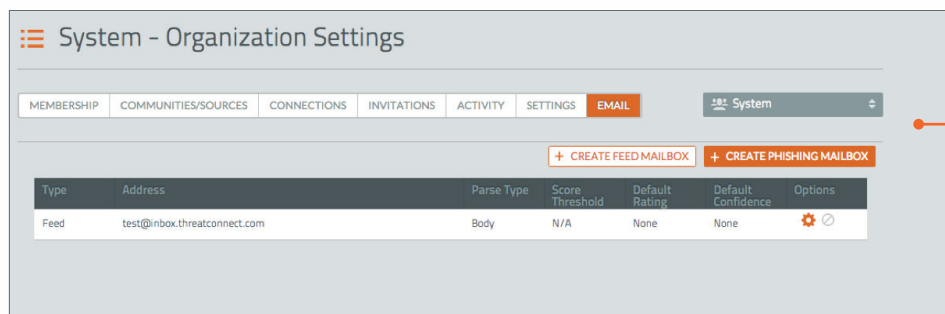 System - Organization Settings
MEMBERSHIP COMMUNITIES/SOURCES CONNECTIONS INVITATIONS ACTIVITY SETTINGS EMAIL System
+ CREATE FEED MAILBOX + CREATE PHISHING MAILBOX
Type Address Parse Type Score Threshold Default Rating Default Confidence Options
Feed test@inbox.threatconnect.com Body N/A None None